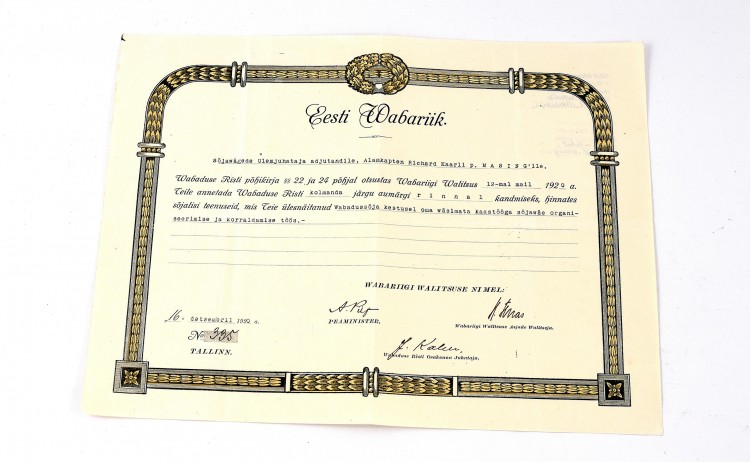 Eesti Wabariik.
Sõjawägede Ülemjuhataja adjutandile, Alamkapten Richard Kaarli p. M A S I N G'ile.
Wabaduse Risti põhikirja §§ 22 ja 24 põhjal otsustas Wabariigi Walitsus 12-mal mail 1920 a.
Teile annetada Wabaduse Risti kolmanda järgu aumärgi r i n n a l kandmiseks, hinnates
sõjalisi teenuseid, mis Teie ülesnäitanud Wabadussõja kestusel oma wäsimata kaastööga sõjawäe organi-
seerimise ja korraldamise töös.-
WABARIIGI WALITSUSE NIMEL:
PEAMINISTER,
Wabariigi Walitsuse Asjade Walitseja.
16. detsembril 1920 a.
№ 335
TALLINN.
Wabaduse Risti Osakonna Juhataja.